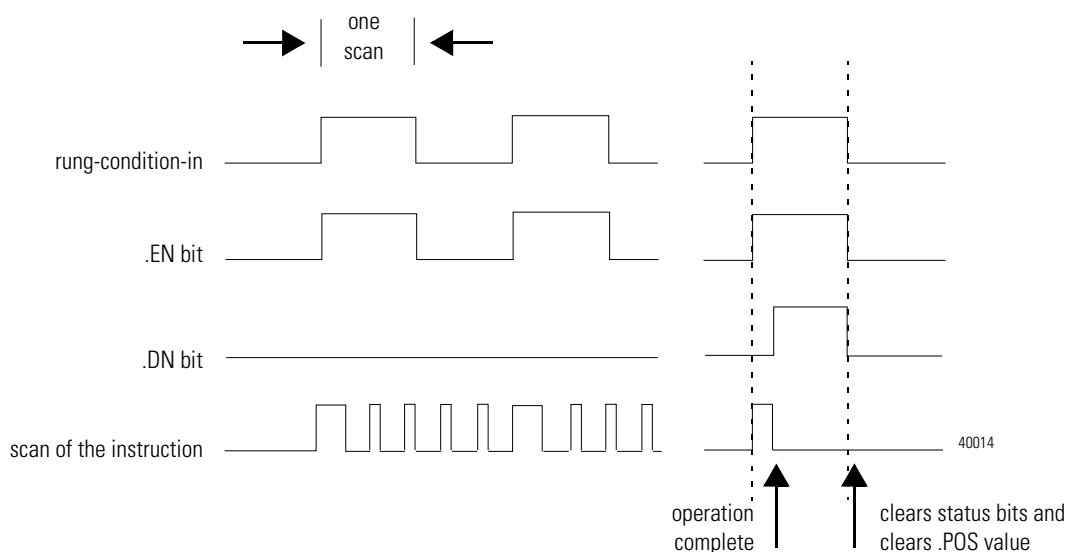 one
scan
rung-condition-in
.EN bit
.DN bit
scan of the instruction
40014
operation
complete
clears status bits and
clears .POS value